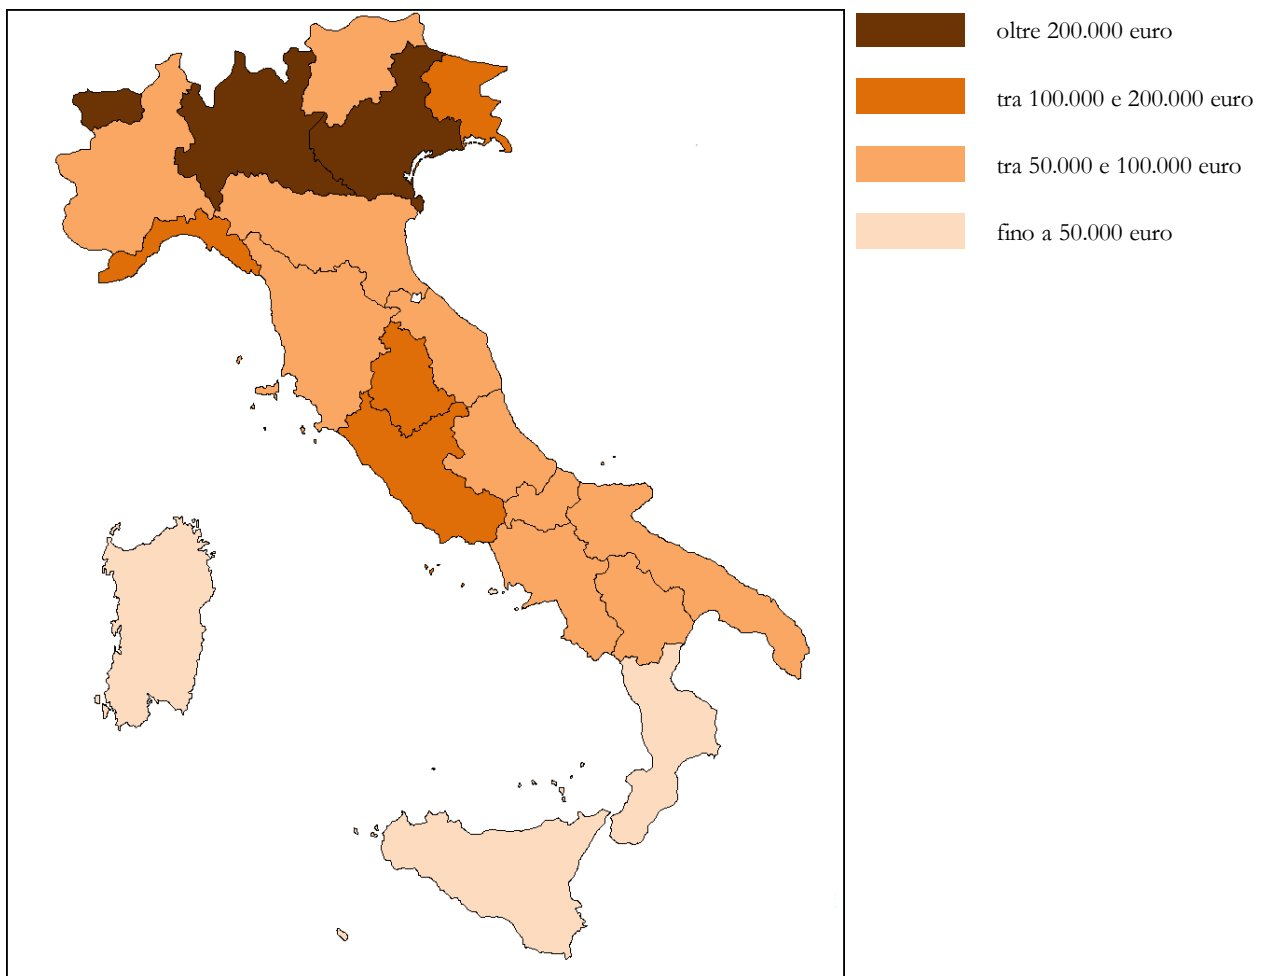 oltre 200.000 euro
tra 100.000 e 200.000 euro
tra 50.000 e 100.000 euro
fino a 50.000 euro